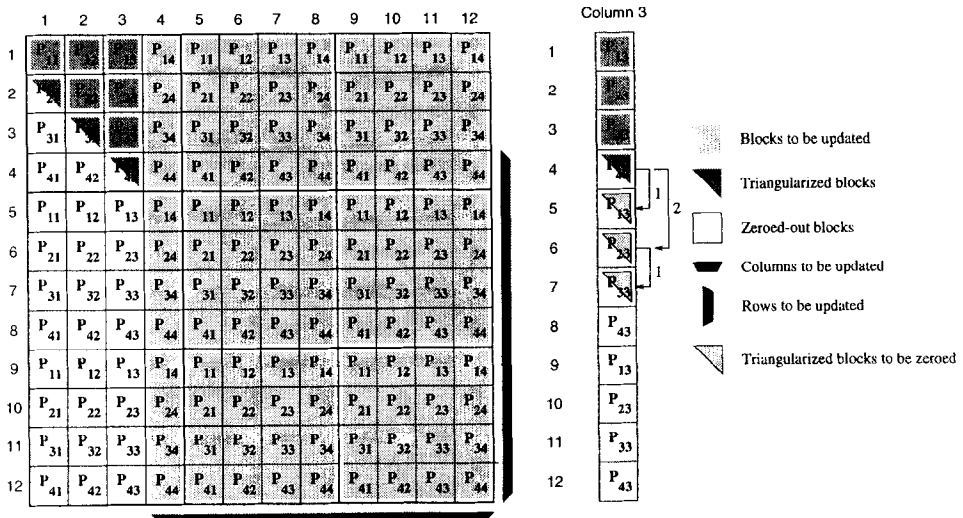 1 2 3 4 5 6 7 8 9 10 11 12
1 P14 P11 P12 P13 P14 P11 P12 P13 P14
2 P24 P21 P22 P23 P24 P21 P22 P23 P24
3 P31 P34 P31 P32 P33 P34 P31 P32 P33 P34
4 P41 P42 P44 P41 P42 P43 P44 P41 P42 P43 P44
5 P11 P12 P13 P14 P11 P12 P13 P14 P11 P12 P13 P14
6 P21 P22 P23 P24 P21 P22 P23 P24 P21 P22 P23 P24
7 P31 P32 P33 P34 P31 P32 P33 P34 P31 P32 P33 P34
8 P41 P42 P43 P44 P41 P42 P43 P44 P41 P42 P43 P44
9 P11 P12 P13 P14 P11 P12 P13 P14 P11 P12 P13 P14
10 P21 P22 P23 P24 P21 P22 P23 P24 P21 P22 P23 P24
11 P31 P32 P33 P34 P31 P32 P33 P34 P31 P32 P33 P34
12 P41 P42 P43 P44 P41 P42 P43 P44 P41 P42 P43 P44
Column 3
1
2
3
4
1
5 P13
2
6 P23
1
7 P33
8 P43
9 P13
10 P23
11 P33
12 P43
Blocks to be updated
Triangularized blocks
Zeroed-out blocks
Columns to be updated
Rows to be updated
Triangularized blocks to be zeroed